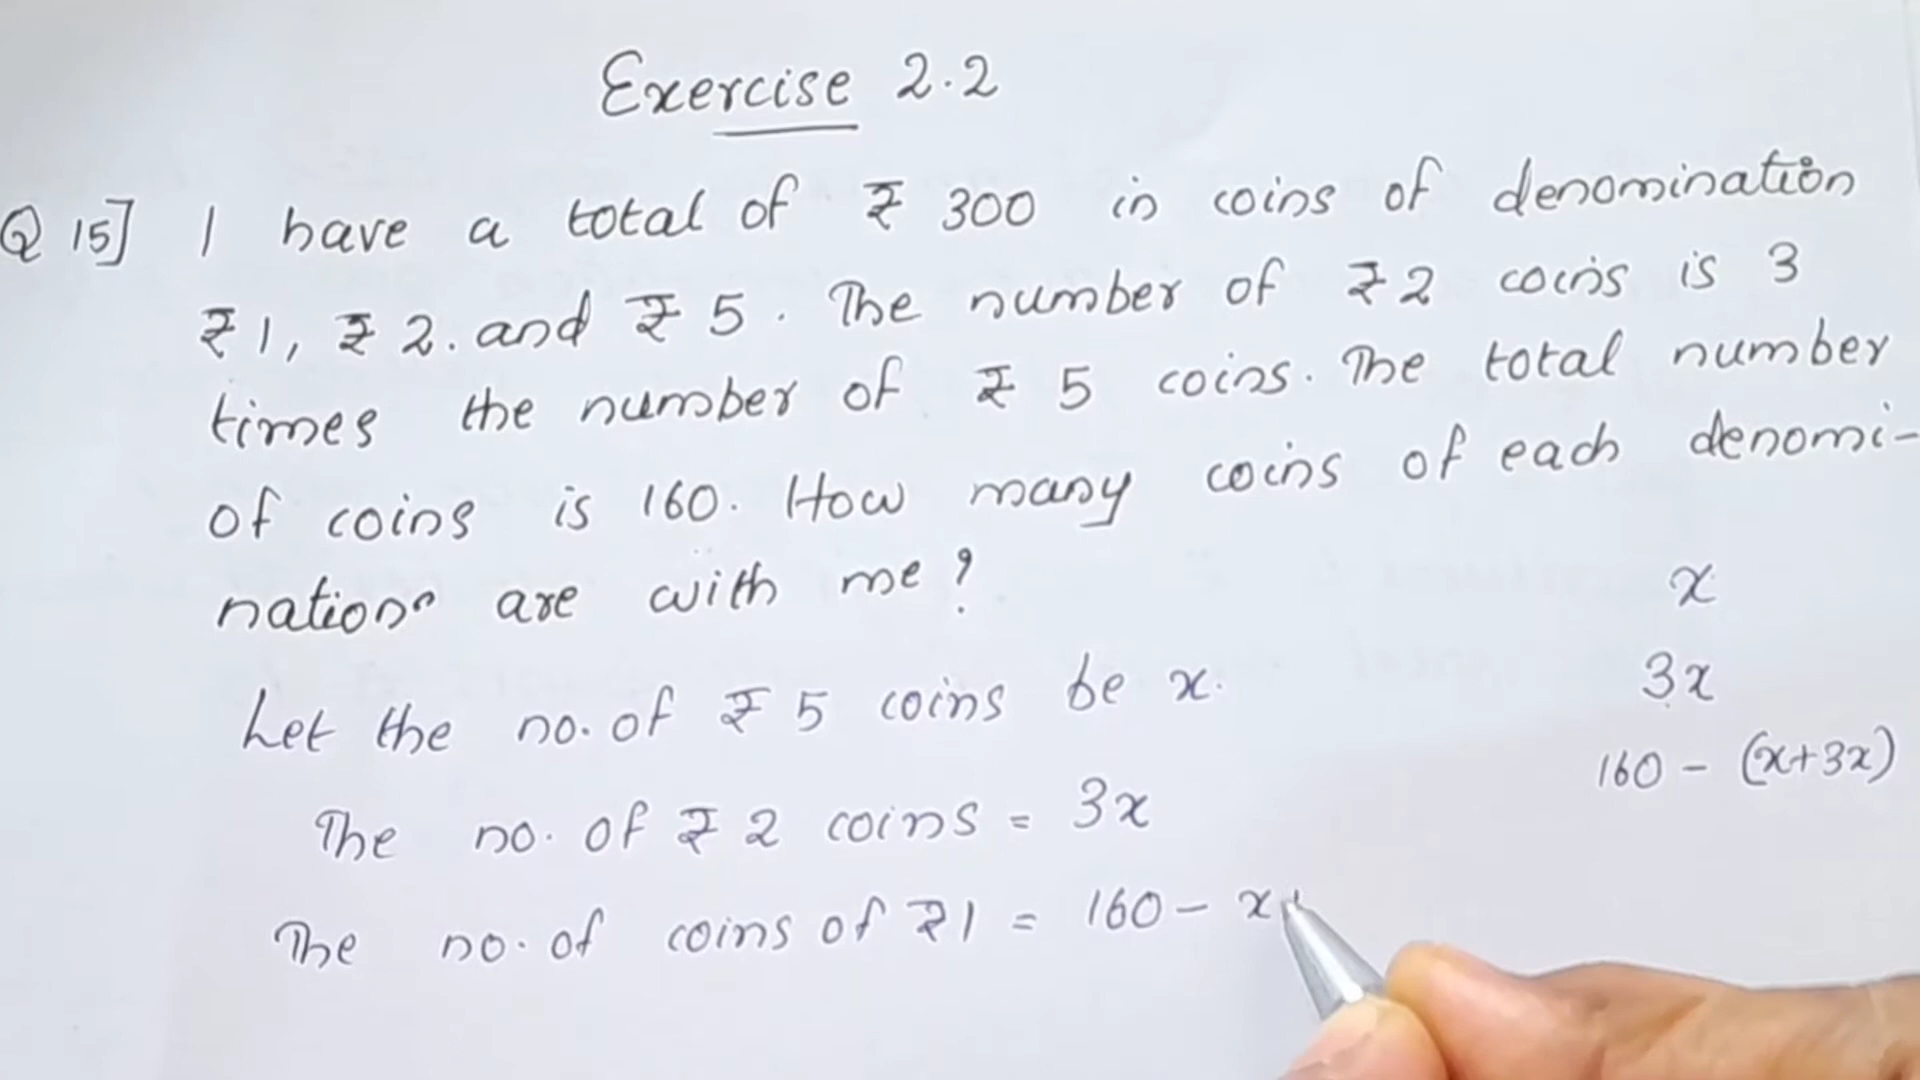 Exercise 2.2
Q 15] I have a total of ₹ 300 in coins of denomination
₹1, ₹ 2. and ₹ 5. The number of ₹2 coins is 3
times the number of ₹ 5 coins. The total number
of coins is 160. How many coins of each denomi-
nations are with me?
x
Let the no. of ₹ 5 coins be x.
3x
160 - (x+3x)
The no. of ₹ 2 coins = 3x
The no. of coins of ₹1 = 160 - x+